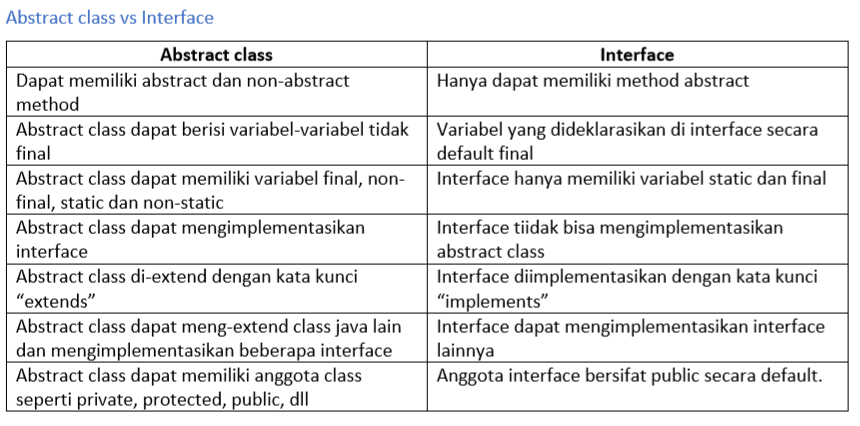 Abstract class vs Interface
Abstract class
Interface
Dapat memiliki abstract dan non-abstract
method
Hanya dapat memiliki method abstract
Abstract class dapat berisi variabel-variabel tidak
final
Variabel yang dideklarasikan di interface secara
default final
Abstract class dapat memiliki variabel final, non-
final, static dan non-static
Interface hanya memiliki variabel static dan final
Abstract class dapat mengimplementasikan
interface
Interface tiidak bisa mengimplementasikan
abstract class
Abstract class di-extend dengan kata kunci
“extends”
Interface diimplementasikan dengan kata kunci
“implements”
Abstract class dapat meng-extend class java lain
dan mengimplementasikan beberapa interface
Interface dapat mengimplementasikan interface
lainnya
Abstract class dapat memiliki anggota class
seperti private, protected, public, dll
Anggota interface bersifat public secara default.